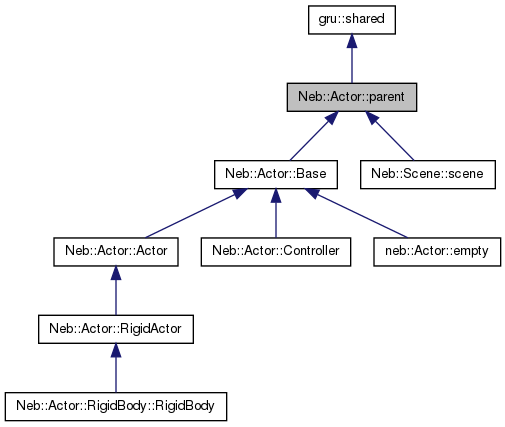 gru::shared
Neb::Actor::parent
Neb::Actor::Base
Neb::Scene::scene
Neb::Actor::Actor
Neb::Actor::Controller
neb::Actor::empty
Neb::Actor::RigidActor
Neb::Actor::RigidBody::RigidBody